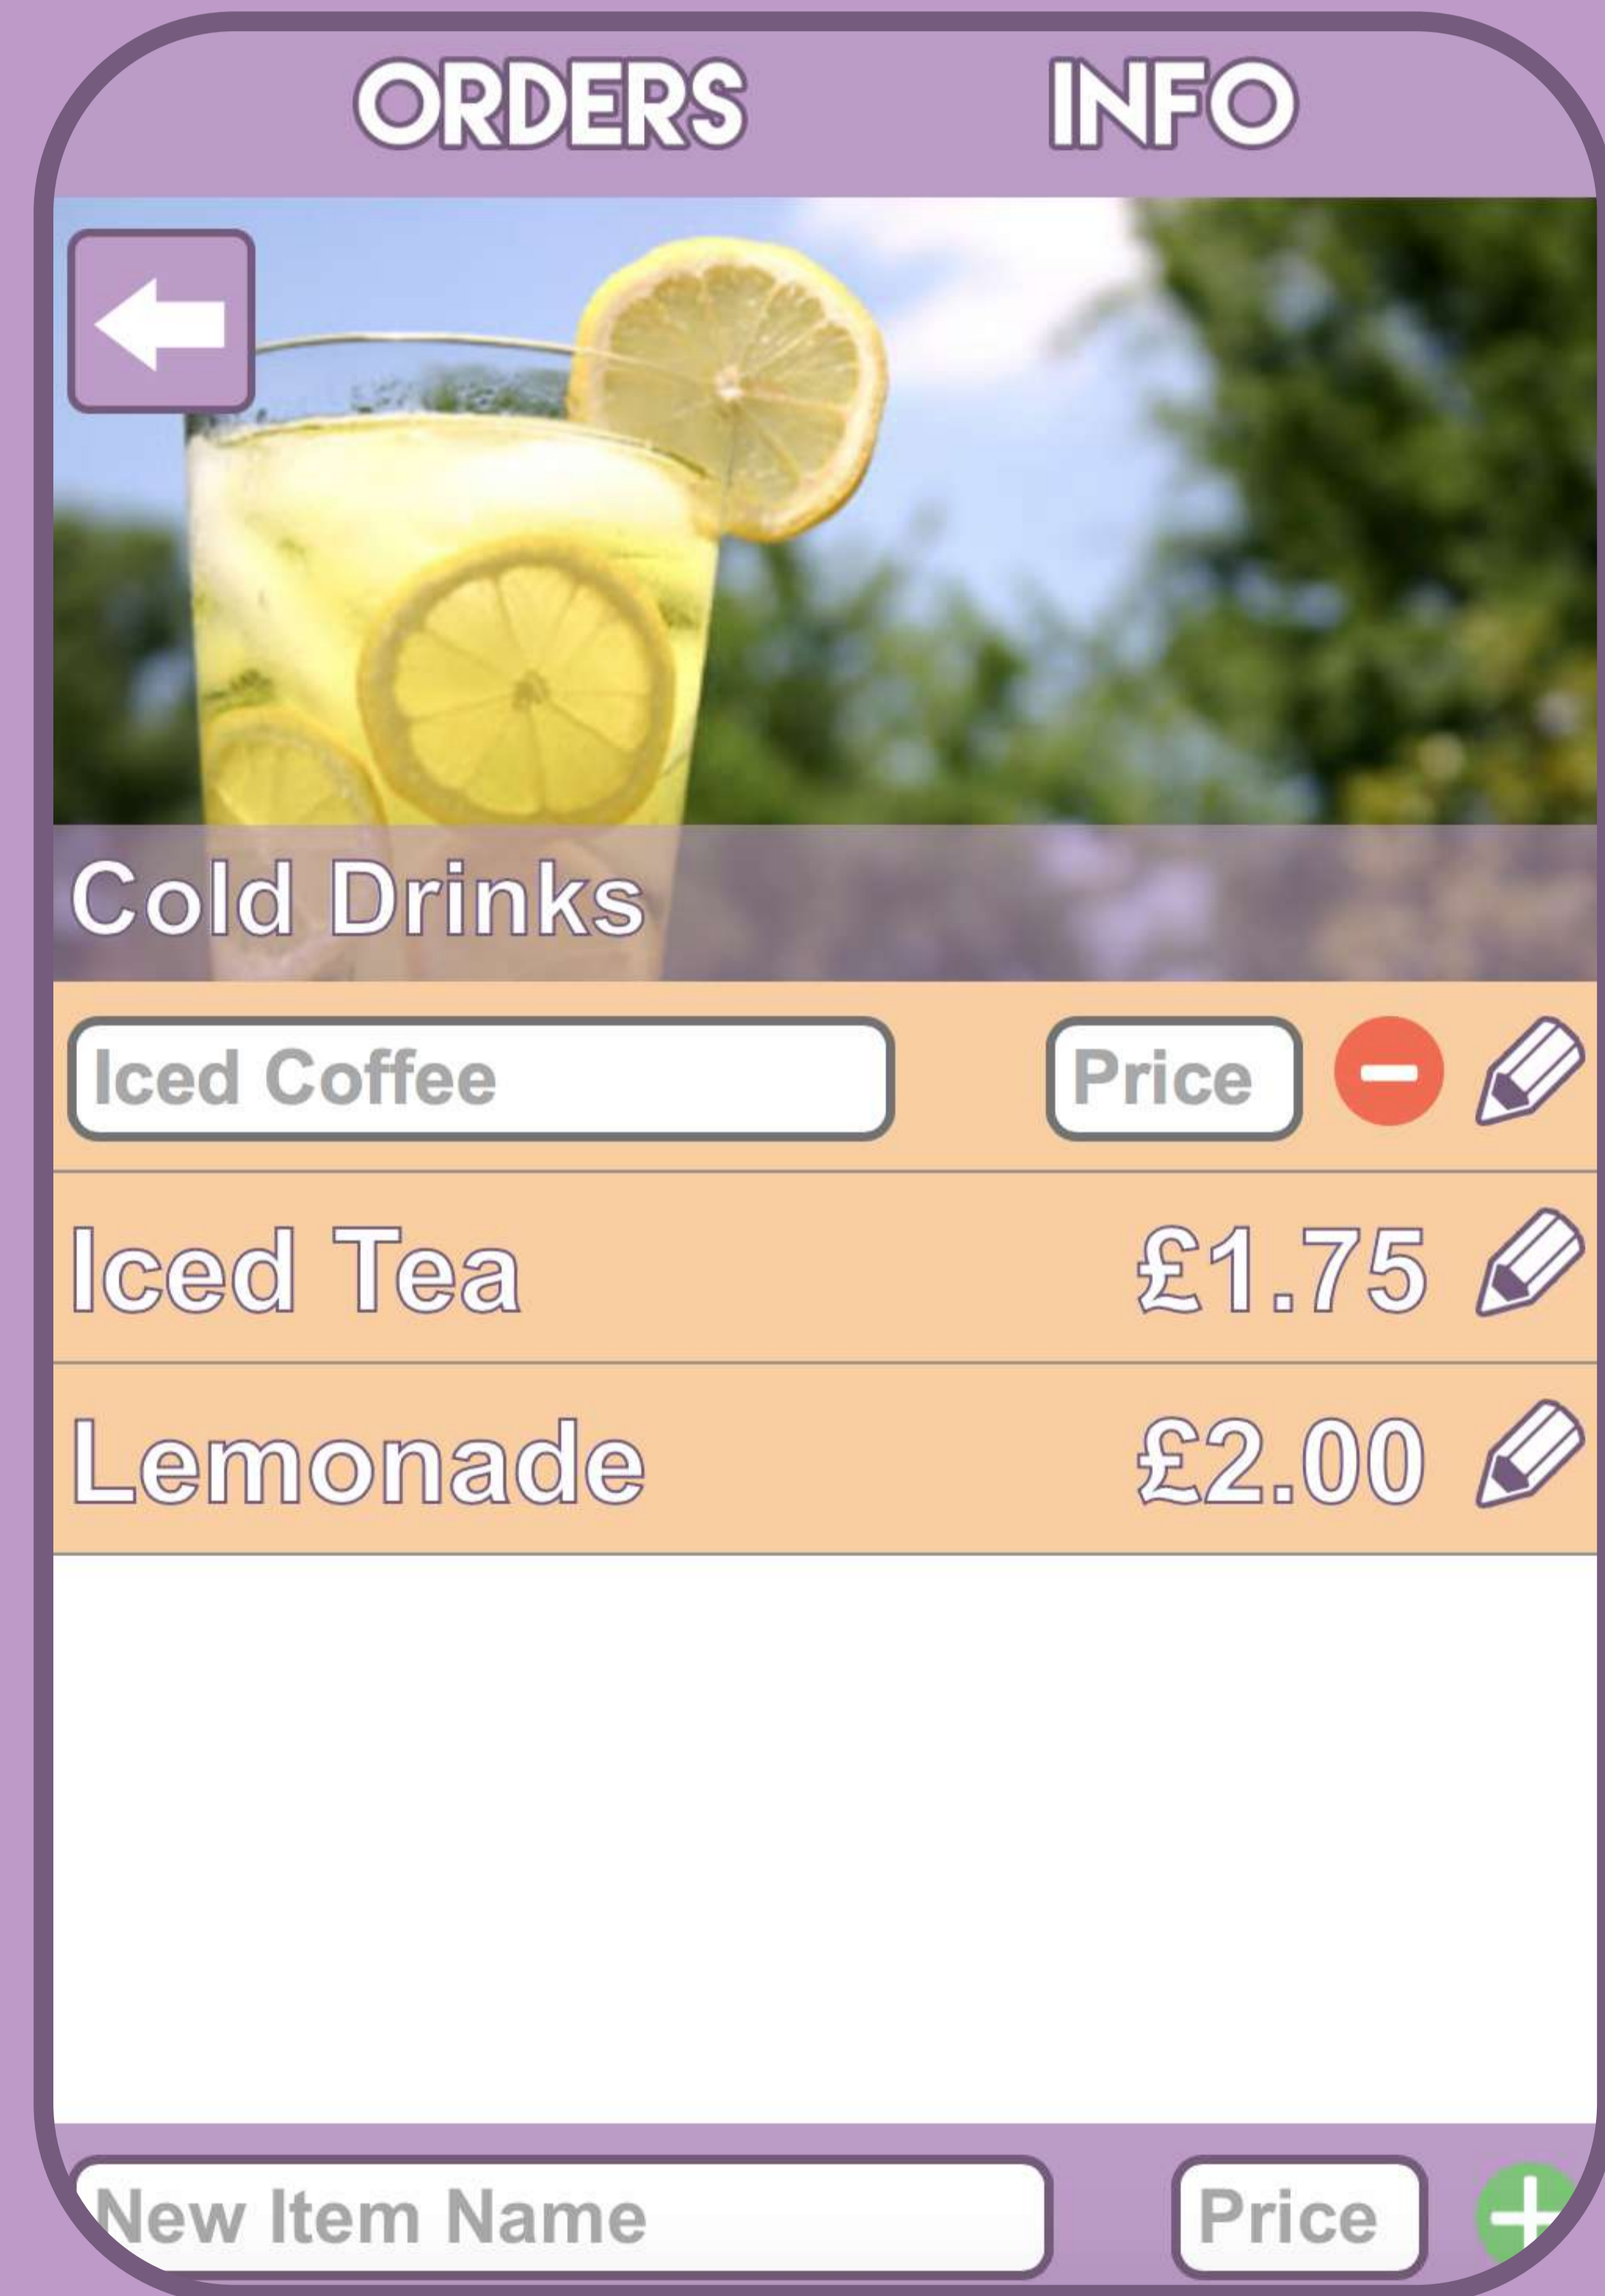 ORDERS INFO
Cold Drinks
Iced Coffee Price
Iced Tea £1.75
Lemonade £2.00
New Item Name Price